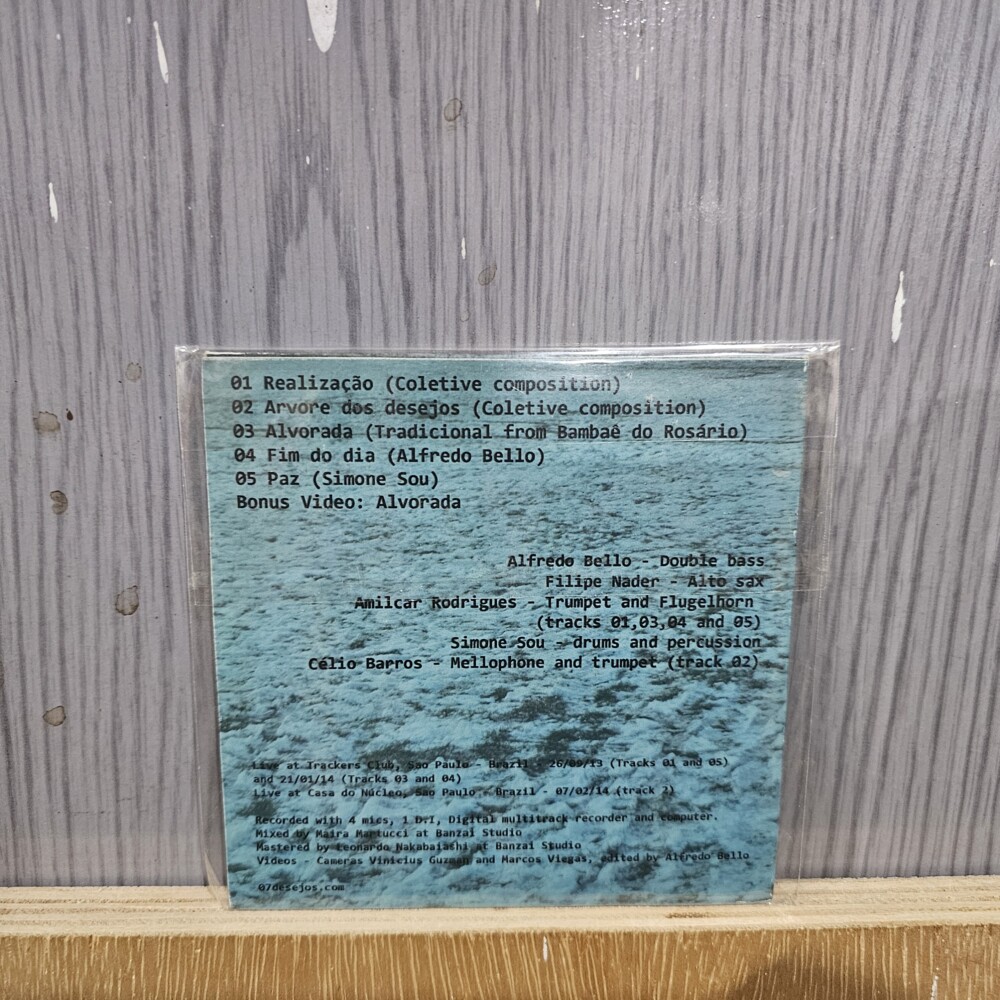 01 Realização (Coletive composition)
02 Arvore dos desejos (Coletive composition)
03 Alvorada (Tradicional from Bambaê do Rosário)
04 Fim do dia (Alfredo Bello)
05 Paz (Simone Sou)
Bonus Video: Alvorada
Alfredo Bello - Double bass
Filipe Nader - Alto sax
Amilcar Rodrigues - Trumpet and Flugelhorn
(tracks 01,03,04 and 05)
Simone Sou - drums and percussion
Célio Barros - Mellophone and trumpet (track 02)
Live at Trackers Club, Sao Paulo - Brazil - 26/09/13 (Tracks 01 and 05)
and 21/01/14 (Tracks 03 and 04)
Live at Casa do Núcleo, Sao Paulo - Brazil - 07/02/14 (track 2)
Recorded with 4 mics, 1 D.I, Digital multitrack recorder and computer.
Mixed by Maira Martucci at Banzai Studio
Mastered by Leonardo Nakabaiashi at Banzai Studio
Videos - Cameras Vinicius Guzman and Marcos Viegas, edited by Alfredo Bello
07desejos.com